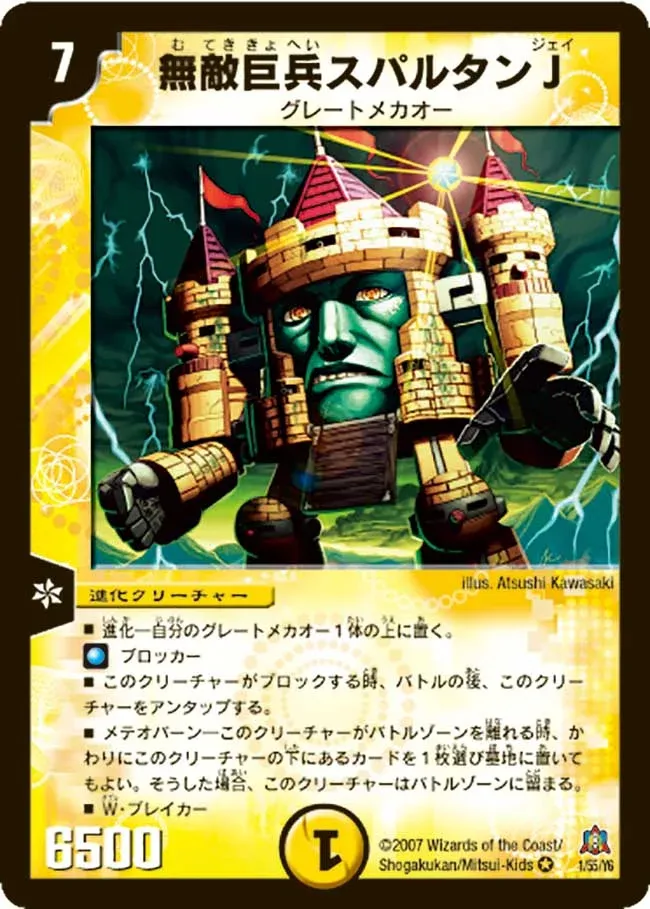 7
む てき きょ へい ジェイ
無敵巨兵スパルタンJ
グレートメカオー
illus. Atsushi Kawasaki
進化クリーチャー
■ 進化―自分のグレートメカオー1体の上に置く。
ブロッカー
■ このクリーチャーがブロックする時、バトルの後、このクリー
チャーをアンタップする。
■ メテオバーン―このクリーチャーがバトルゾーンを離れる時、か
わりにこのクリーチャーの下にあるカードを1枚選び墓地に置いて
もよい。そうした場合、このクリーチャーはバトルゾーンに留まる。
■ W・ブレイカー
6500
1
©2007 Wizards of the Coast/
Shogakukan/Mitsui-Kids
1/55/Y6